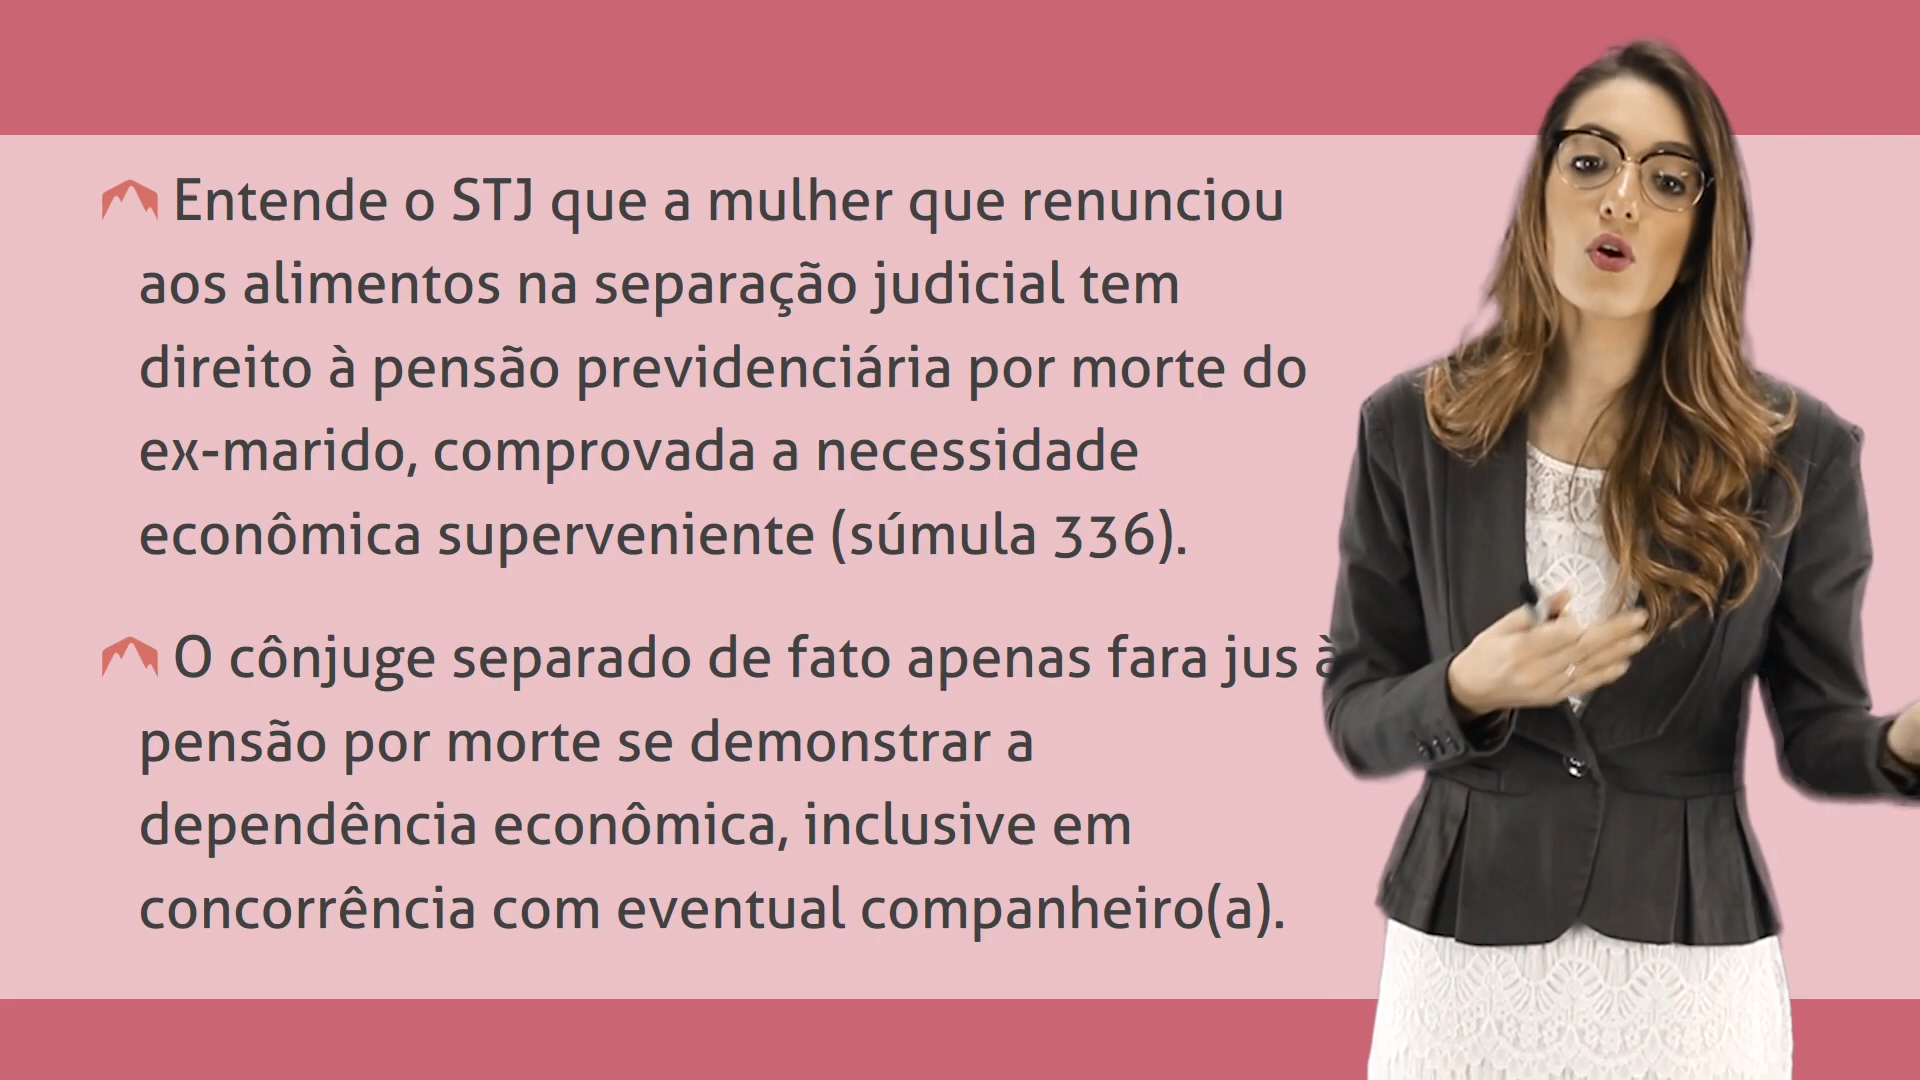 Entende o STJ que a mulher que renunciou
aos alimentos na separação judicial tem
direito à pensão previdenciária por morte do
ex-marido, comprovada a necessidade
econômica superveniente (súmula 336).
O cônjuge separado de fato apenas fara jus à
pensão por morte se demonstrar a
dependência econômica, inclusive em
concorrência com eventual companheiro(a).